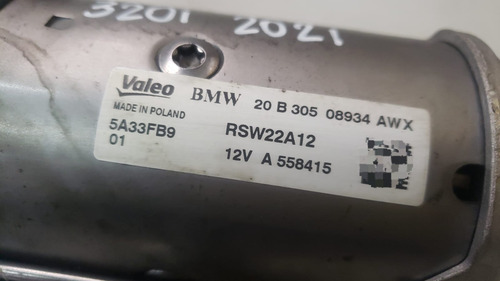 320i 2021
Valeo BMW 20 B 305 08934 AWX
MADE IN POLAND
5A33FB9 RSW22A12
01 12V A 558415